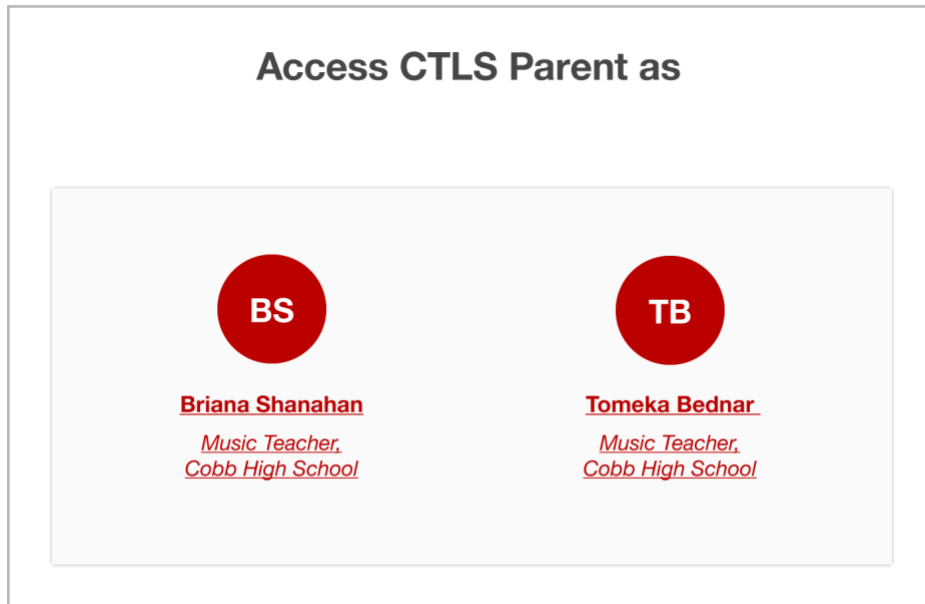 Access CTLS Parent as
BS
Briana Shanahan
Music Teacher,
Cobb High School
TB
Tomeka Bednar
Music Teacher,
Cobb High School